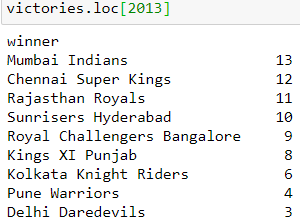 victories.loc[2013]
winner
Mumbai Indians 13
Chennai Super Kings 12
Rajasthan Royals 11
Sunrisers Hyderabad 10
Royal Challengers Bangalore 9
Kings XI Punjab 8
Kolkata Knight Riders 6
Pune Warriors 4
Delhi Daredevils 3